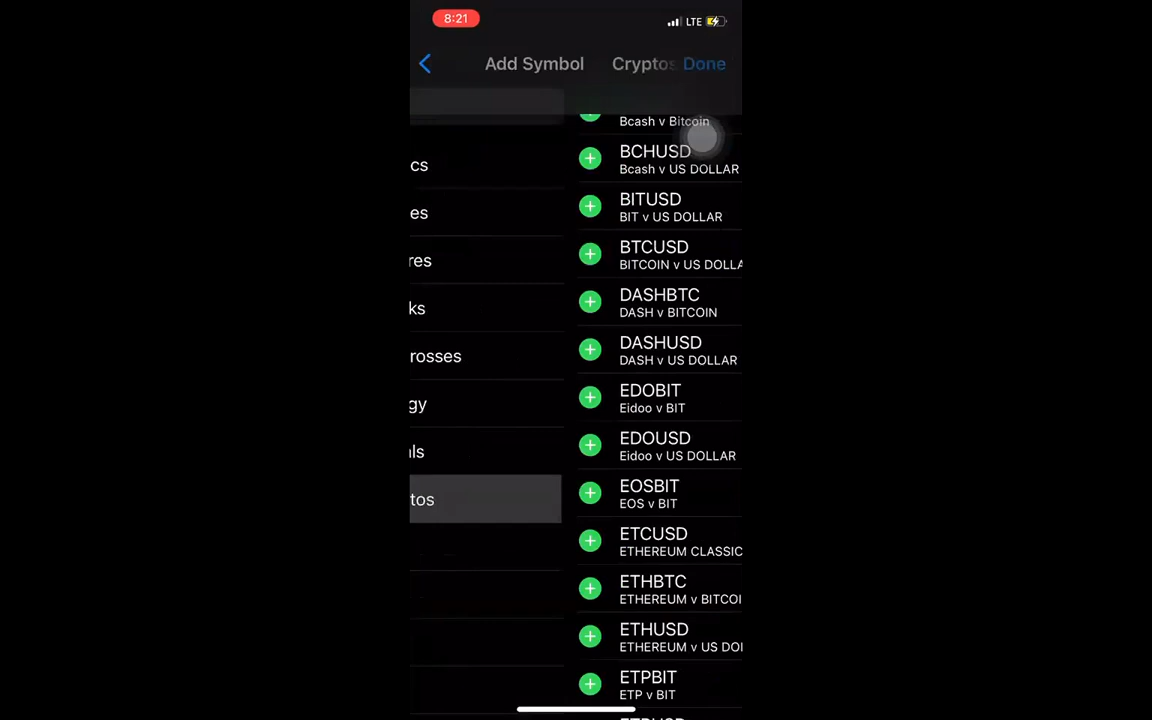 8:21
LTE
Add Symbol
Cryptos
Done
cs
es
res
ks
rosses
gy
als
tos
Bcash v Bitcoin
BCHUSD
Bcash v US DOLLAR
BITUSD
BIT v US DOLLAR
BTCUSD
BITCOIN v US DOLLA
DASHBTC
DASH v BITCOIN
DASHUSD
DASH v US DOLLAR
EDOBIT
Eidoo v BIT
EDOUSD
Eidoo v US DOLLAR
EOSBIT
EOS v BIT
ETCUSD
ETHEREUM CLASSIC
ETHBTC
ETHEREUM v BITCOI
ETHUSD
ETHEREUM v US DO
ETPBIT
ETP v BIT